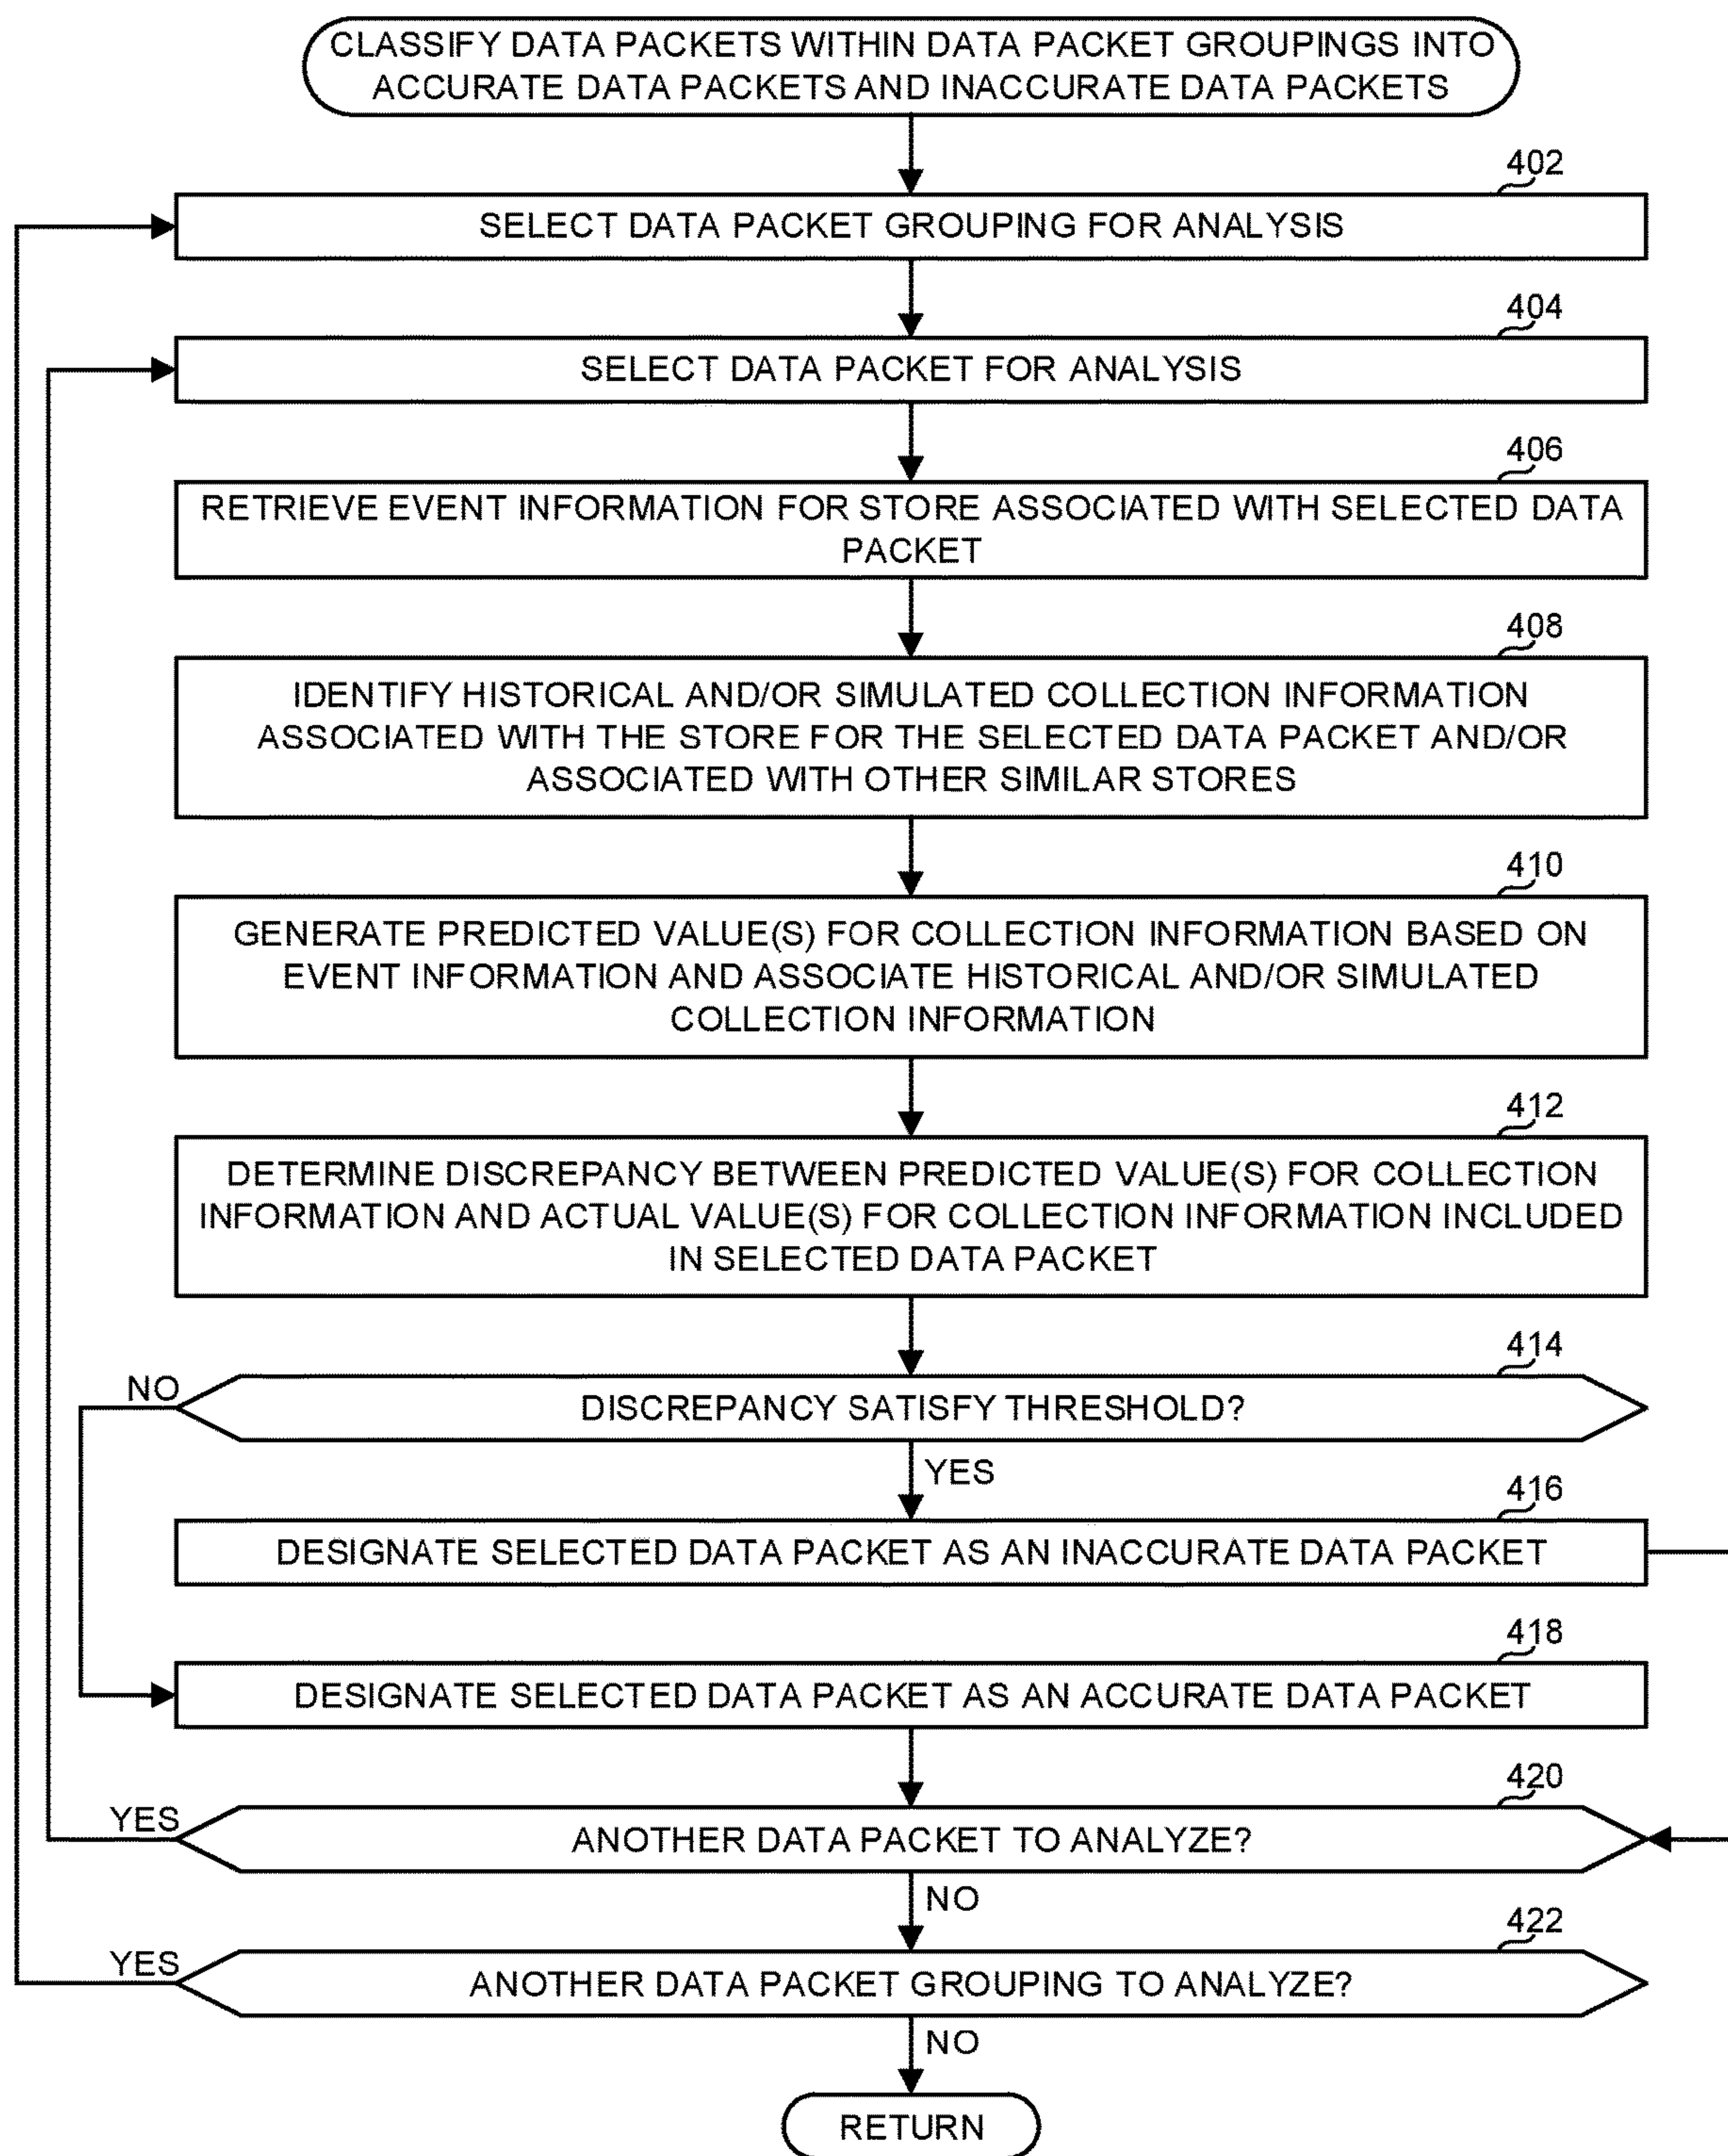 CLASSIFY DATA PACKETS WITHIN DATA PACKET GROUPINGS INTO
ACCURATE DATA PACKETS AND INACCURATE DATA PACKETS
402
SELECT DATA PACKET GROUPING FOR ANALYSIS
404
SELECT DATA PACKET FOR ANALYSIS
406
RETRIEVE EVENT INFORMATION FOR STORE ASSOCIATED WITH SELECTED DATA
PACKET
408
IDENTIFY HISTORICAL AND/OR SIMULATED COLLECTION INFORMATION
ASSOCIATED WITH THE STORE FOR THE SELECTED DATA PACKET AND/OR
ASSOCIATED WITH OTHER SIMILAR STORES
410
GENERATE PREDICTED VALUE(S) FOR COLLECTION INFORMATION BASED ON
EVENT INFORMATION AND ASSOCIATE HISTORICAL AND/OR SIMULATED
COLLECTION INFORMATION
412
DETERMINE DISCREPANCY BETWEEN PREDICTED VALUE(S) FOR COLLECTION
INFORMATION AND ACTUAL VALUE(S) FOR COLLECTION INFORMATION INCLUDED
IN SELECTED DATA PACKET
414
NO
DISCREPANCY SATISFY THRESHOLD?
YES
416
DESIGNATE SELECTED DATA PACKET AS AN INACCURATE DATA PACKET
418
DESIGNATE SELECTED DATA PACKET AS AN ACCURATE DATA PACKET
420
YES
ANOTHER DATA PACKET TO ANALYZE?
NO
422
YES
ANOTHER DATA PACKET GROUPING TO ANALYZE?
NO
RETURN